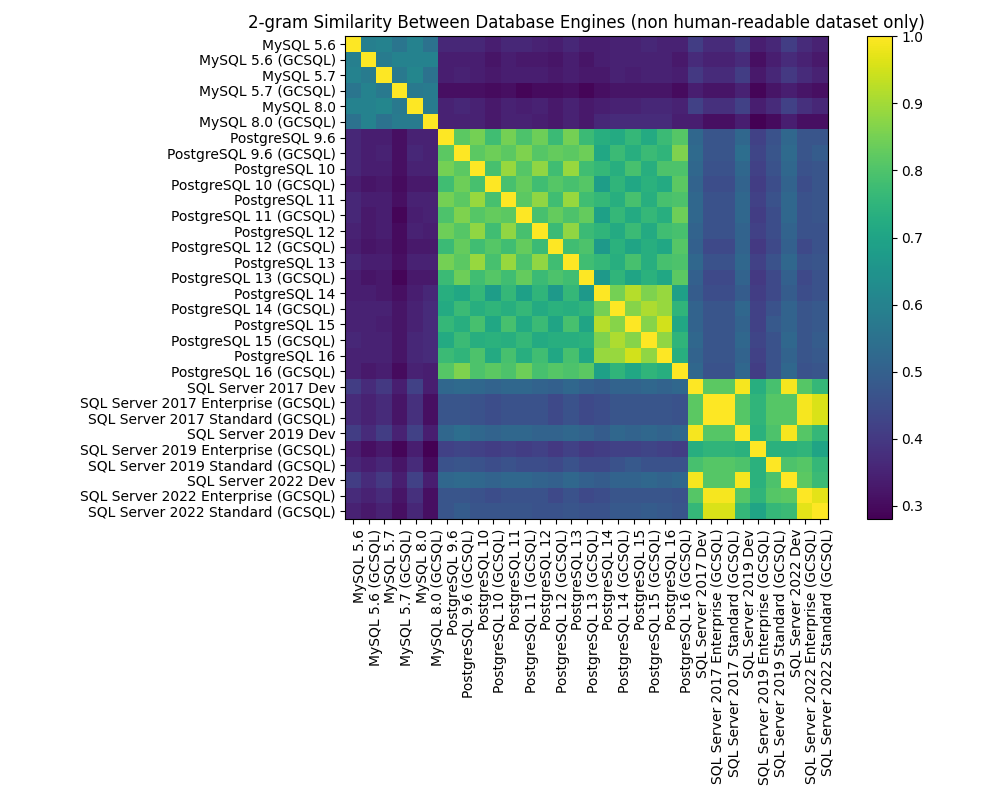 2-gram Similarity Between Database Engines (non human-readable dataset only)
MySQL 5.6
MySQL 5.6 (GCSQL)
MySQL 5.7
MySQL 5.7 (GCSQL)
MySQL 8.0
MySQL 8.0 (GCSQL)
PostgreSQL 9.6
PostgreSQL 9.6 (GCSQL)
PostgreSQL 10
PostgreSQL 10 (GCSQL)
PostgreSQL 11
PostgreSQL 11 (GCSQL)
PostgreSQL 12
PostgreSQL 12 (GCSQL)
PostgreSQL 13
PostgreSQL 13 (GCSQL)
PostgreSQL 14
PostgreSQL 14 (GCSQL)
PostgreSQL 15
PostgreSQL 15 (GCSQL)
PostgreSQL 16
PostgreSQL 16 (GCSQL)
SQL Server 2017 Dev
SQL Server 2017 Enterprise (GCSQL)
SQL Server 2017 Standard (GCSQL)
SQL Server 2019 Dev
SQL Server 2019 Enterprise (GCSQL)
SQL Server 2019 Standard (GCSQL)
SQL Server 2022 Dev
SQL Server 2022 Enterprise (GCSQL)
SQL Server 2022 Standard (GCSQL)
MySQL 5.6
MySQL 5.6 (GCSQL)
MySQL 5.7
MySQL 5.7 (GCSQL)
MySQL 8.0
MySQL 8.0 (GCSQL)
PostgreSQL 9.6
PostgreSQL 9.6 (GCSQL)
PostgreSQL 10
PostgreSQL 10 (GCSQL)
PostgreSQL 11
PostgreSQL 11 (GCSQL)
PostgreSQL 12
PostgreSQL 12 (GCSQL)
PostgreSQL 13
PostgreSQL 13 (GCSQL)
PostgreSQL 14
PostgreSQL 14 (GCSQL)
PostgreSQL 15
PostgreSQL 15 (GCSQL)
PostgreSQL 16
PostgreSQL 16 (GCSQL)
SQL Server 2017 Dev
SQL Server 2017 Enterprise (GCSQL)
SQL Server 2017 Standard (GCSQL)
SQL Server 2019 Dev
SQL Server 2019 Enterprise (GCSQL)
SQL Server 2019 Standard (GCSQL)
SQL Server 2022 Dev
SQL Server 2022 Enterprise (GCSQL)
SQL Server 2022 Standard (GCSQL)
1.0
0.9
0.8
0.7
0.6
0.5
0.4
0.3